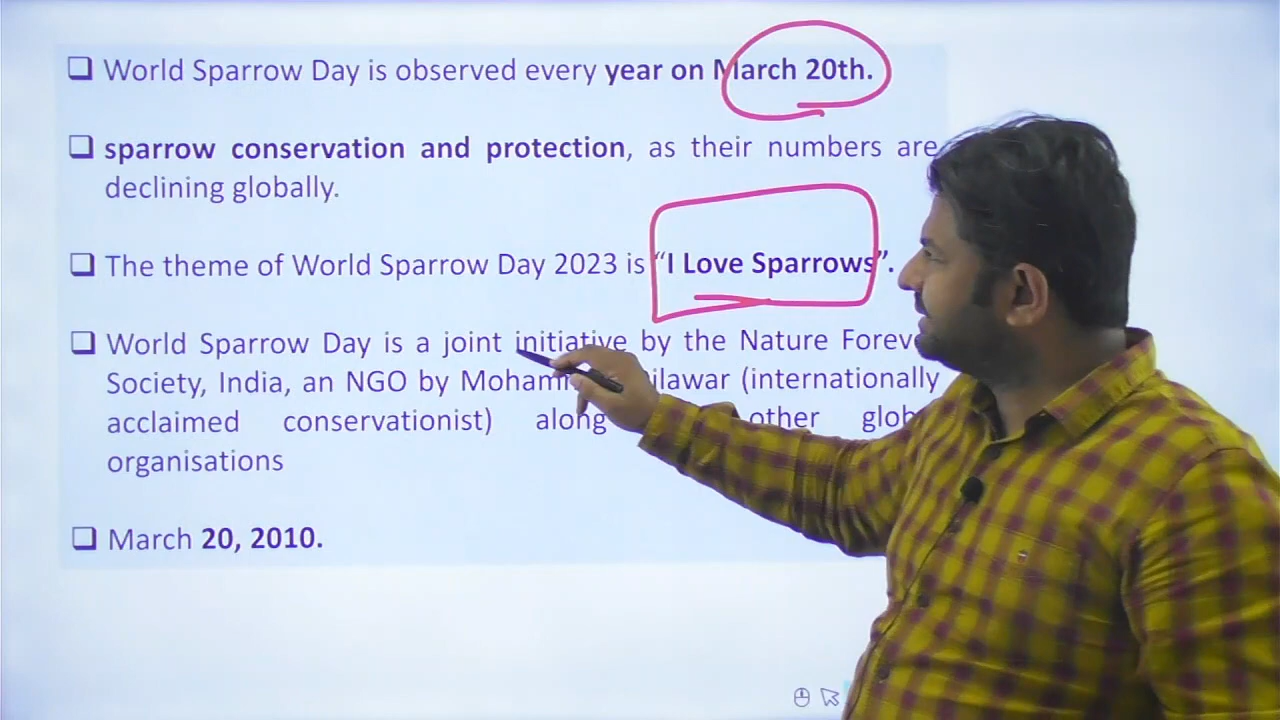 ❑ World Sparrow Day is observed every year on March 20th.
❑ sparrow conservation and protection, as their numbers are
declining globally.
❑ The theme of World Sparrow Day 2023 is “I Love Sparrows”.
❑ World Sparrow Day is a joint initiative by the Nature
Society, India, an NGO by (internationally
acclaimed conservationist) along other
organisations
❑ March 20, 2010.